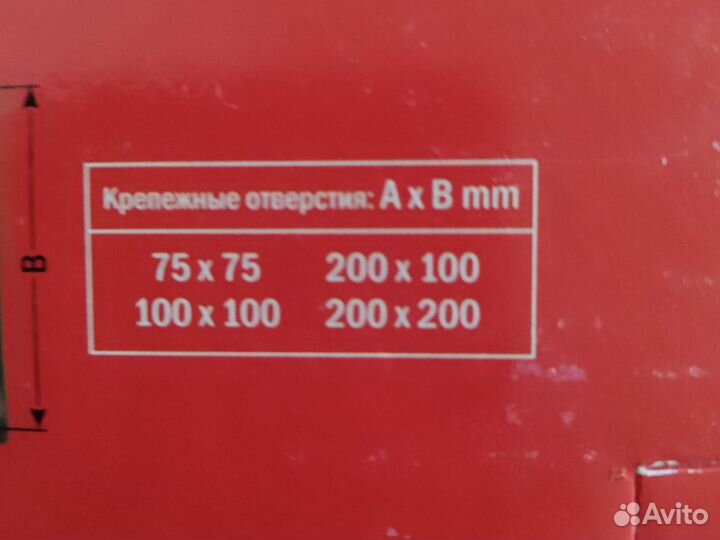 B
Крепежные отверстия: A x B mm
75 x 75 200 x 100
100 x 100 200 x 200
Avito